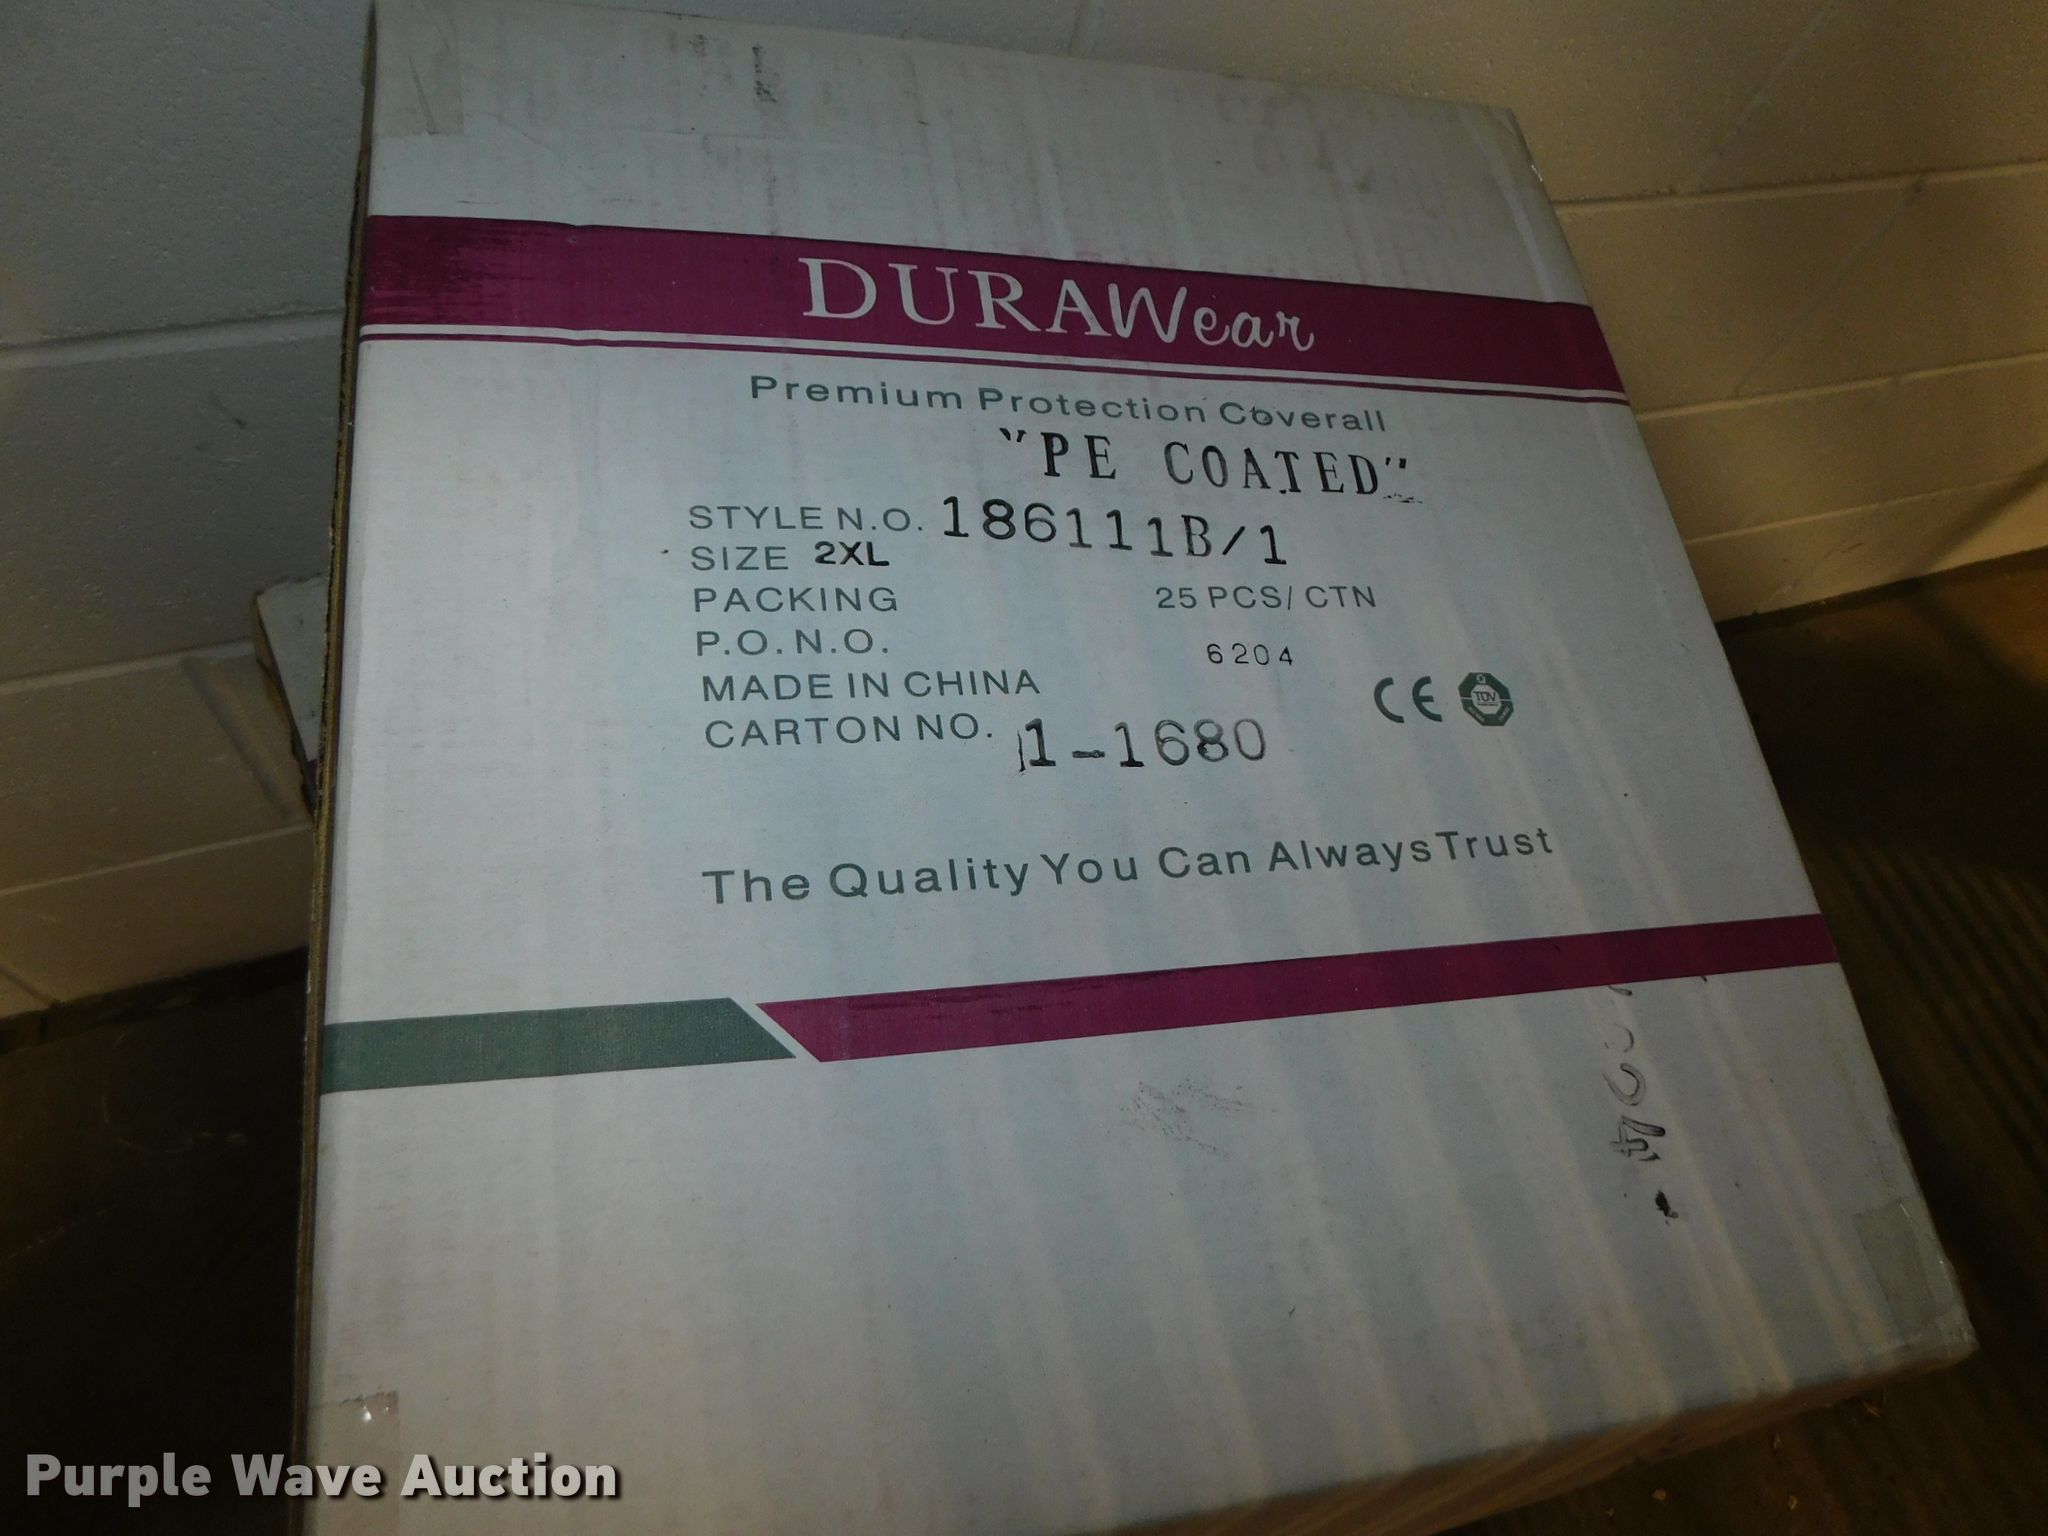 DURAWear
Premium Protection Coverall
"PE COATED"
STYLE N.O. 186111B/1
SIZE 2XL
PACKING 25 PCS/ CTN
P.O. N.O. 6204
MADE IN CHINA
CE TÜV
CARTON NO. 1-1680
The Quality You Can Always Trust
Purple Wave Auction